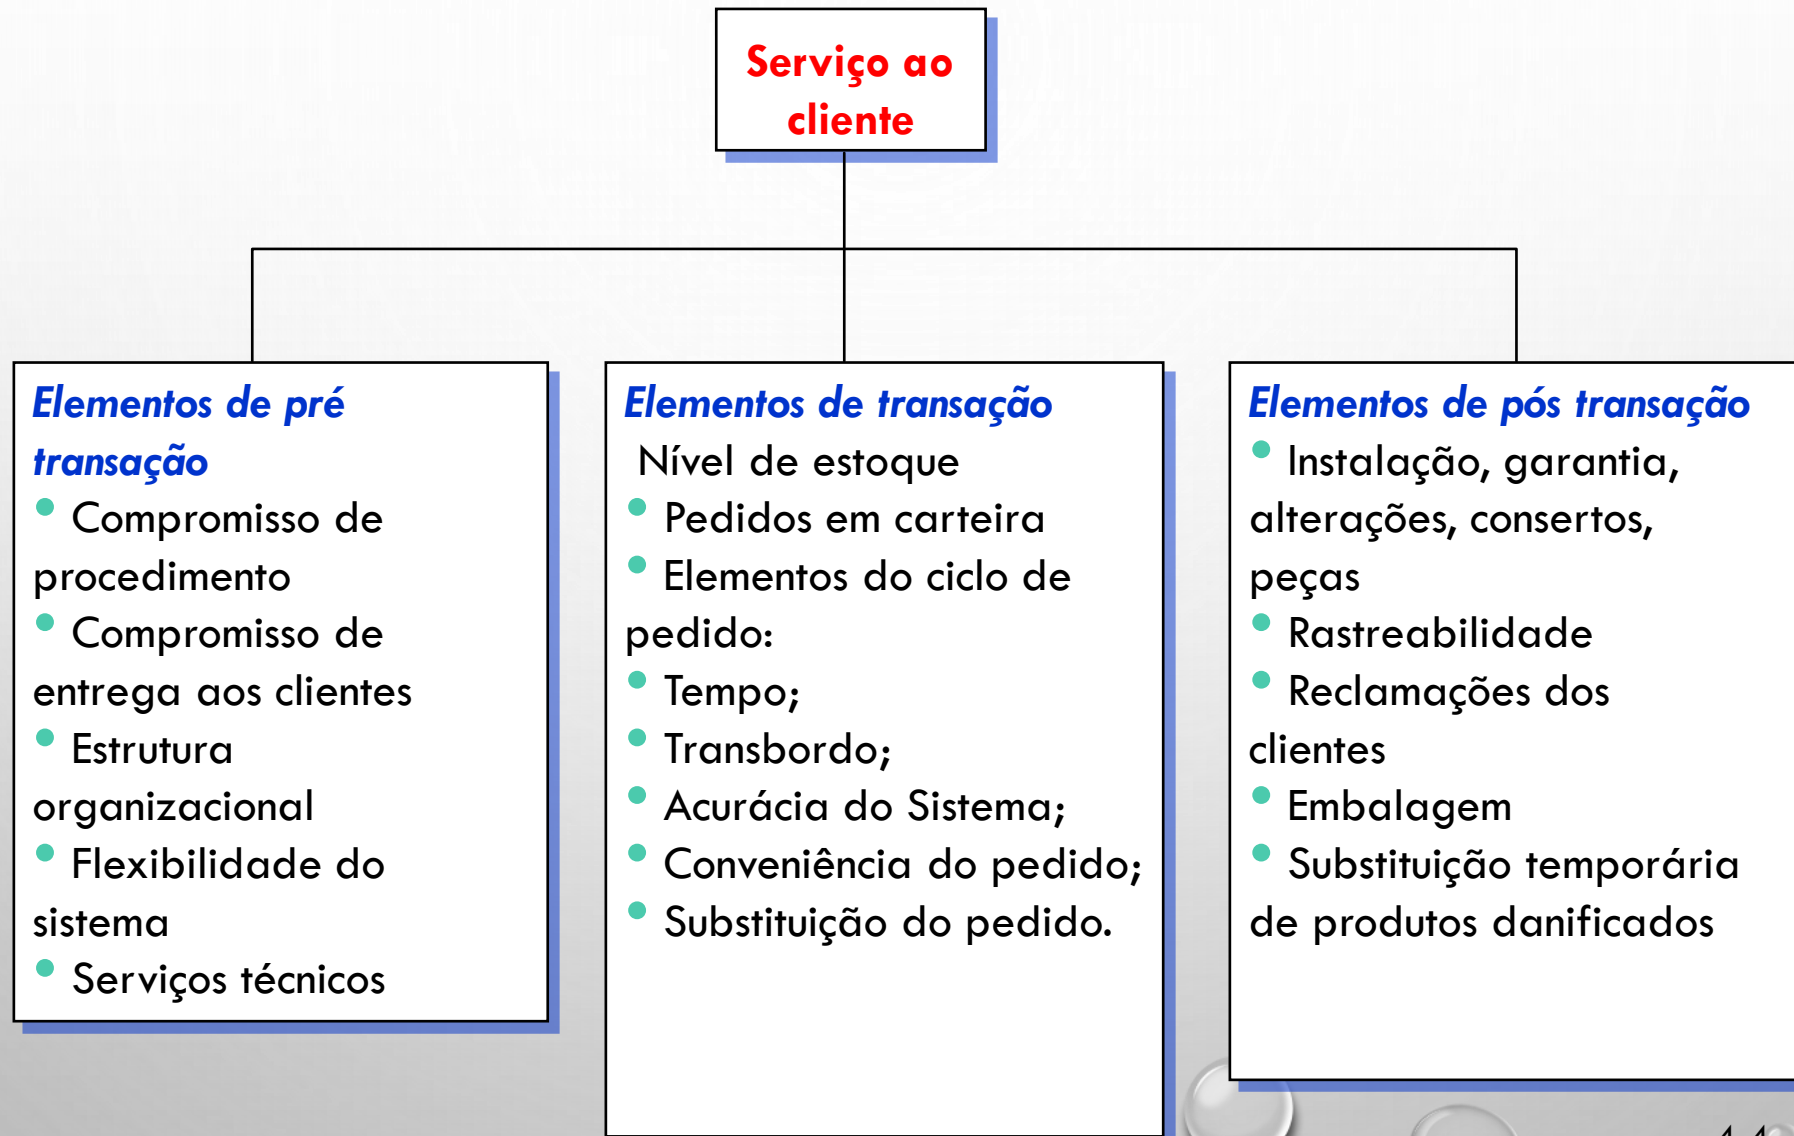 Serviço ao
cliente
Elementos de pré
transação
• Compromisso de
procedimento
• Compromisso de
entrega aos clientes
• Estrutura
organizacional
• Flexibilidade do
sistema
• Serviços técnicos
Elementos de transação
Nível de estoque
• Pedidos em carteira
• Elementos do ciclo de
pedido:
• Tempo;
• Transbordo;
• Acurácia do Sistema;
• Conveniência do pedido;
• Substituição do pedido.
Elementos de pós transação
• Instalação, garantia,
alterações, consertos,
peças
• Rastreabilidade
• Reclamações dos
clientes
• Embalagem
• Substituição temporária
de produtos danificados